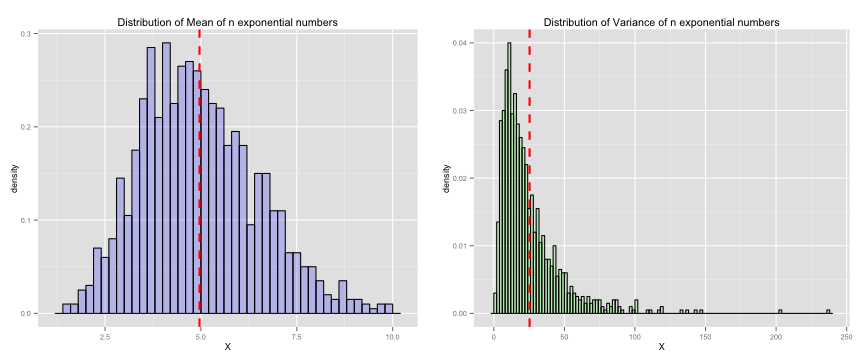 Distribution of Mean of n exponential numbers
0.3
0.2
0.1
0.0
density
2.5 5.0 7.5 10.0
X
Distribution of Variance of n exponential numbers
0.04
0.03
0.02
0.01
0.00
density
0 50 100 150 200 250
X